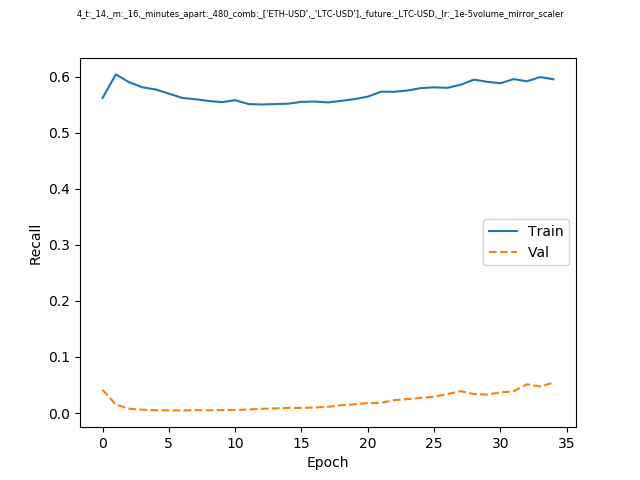 4_t:_14,_m:_16,_minutes_apart:_480_comb:_['ETH-USD',_'LTC-USD'],_future:_LTC-USD,_lr:_1e-5volume_mirror_scaler
0.6
0.5
0.4
0.3
0.2
0.1
0.0
Recall
Train
Val
0 5 10 15 20 25 30 35
Epoch